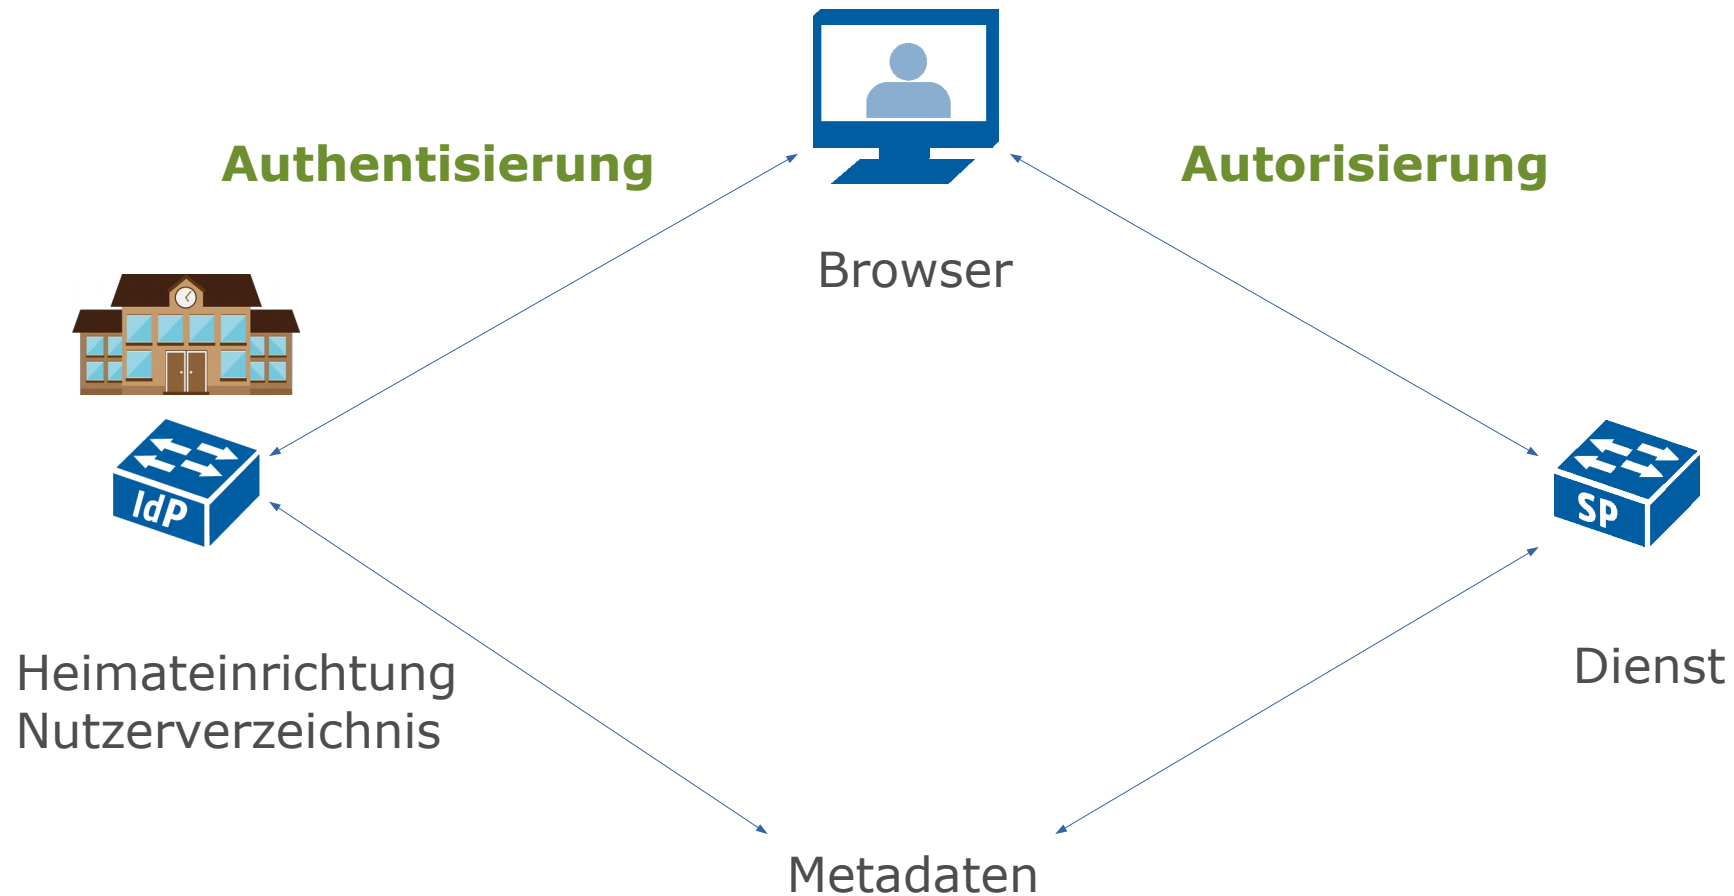 Authentisierung
Autorisierung
Browser
IdP
SP
Heimateinrichtung
Nutzerverzeichnis
Dienst
Metadaten